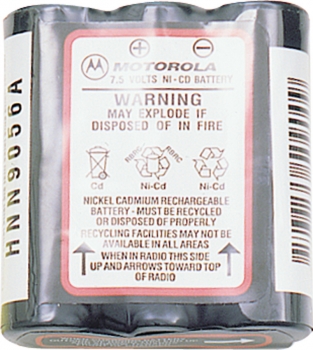 + −
MOTOROLA
7.5 VOLTS NI-CD BATTERY
WARNING
MAY EXPLODE IF
DISPOSED OF IN FIRE
RBRC RBRC
Cd Ni-Cd Ni-Cd
NICKEL CADMIUM RECHARGEABLE
BATTERY - MUST BE RECYCLED
OR DISPOSED OF PROPERLY
RECYCLING FACILITIES MAY NOT BE
AVAILABLE IN ALL AREAS
WHEN IN RADIO THIS SIDE
UP AND ARROWS TOWARD TOP
OF RADIO
HNN9056A